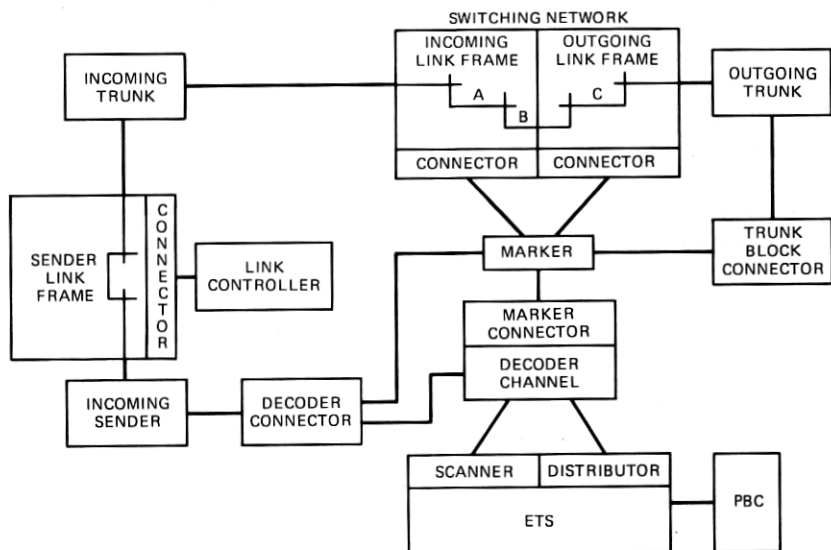 SWITCHING NETWORK
INCOMING
LINK FRAME
OUTGOING
LINK FRAME
INCOMING
TRUNK
A
B
C
OUTGOING
TRUNK
CONNECTOR
CONNECTOR
SENDER
LINK
FRAME
CONNECTOR
LINK
CONTROLLER
MARKER
TRUNK
BLOCK
CONNECTOR
MARKER
CONNECTOR
DECODER
CHANNEL
INCOMING
SENDER
DECODER
CONNECTOR
SCANNER
DISTRIBUTOR
ETS
PBC